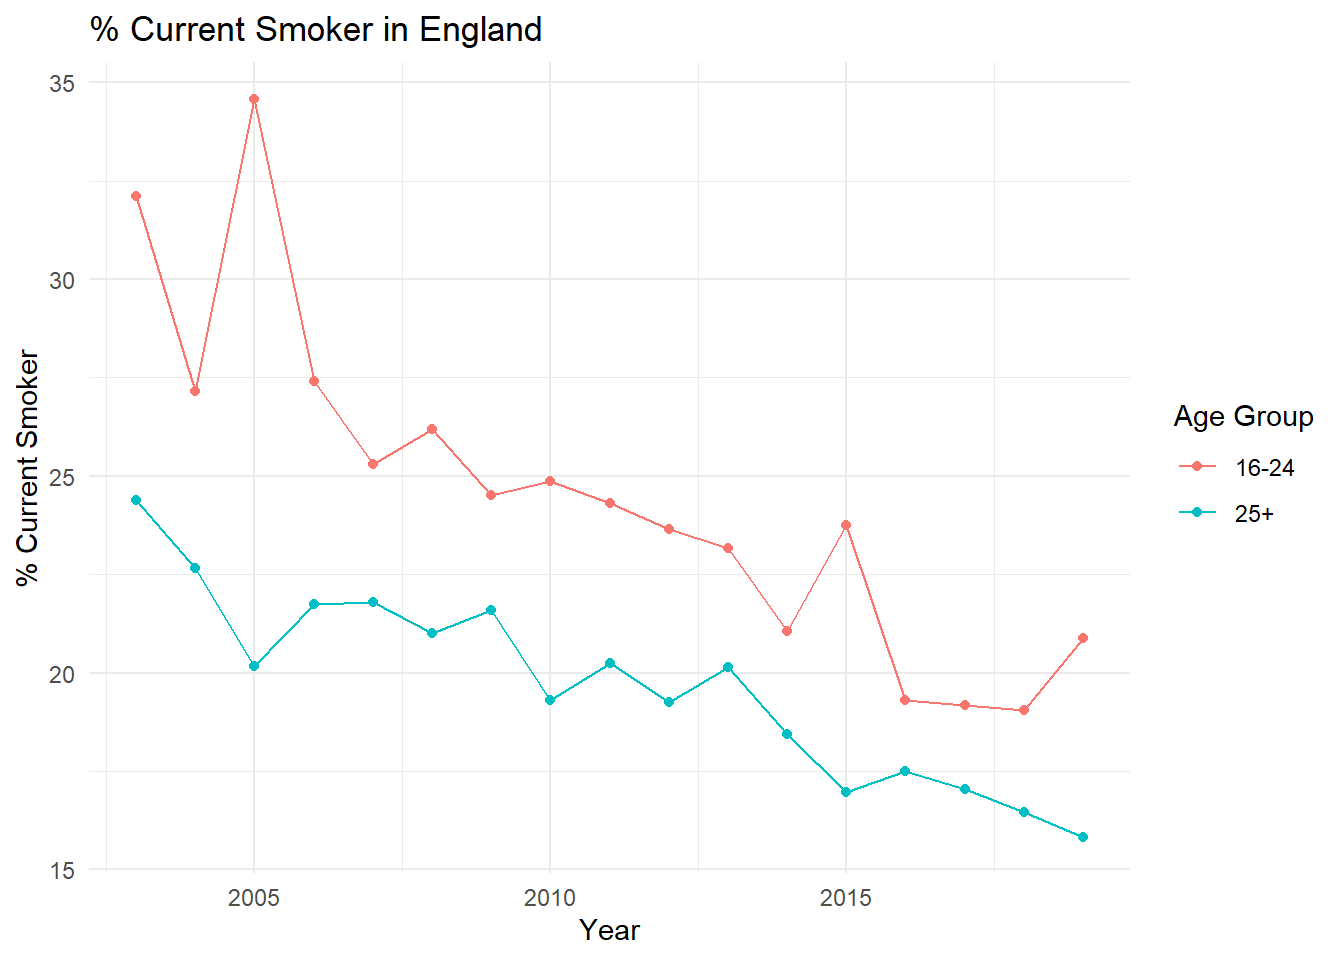 % Current Smoker in England
35
30
25
20
15
% Current Smoker
2005
2010
2015
Year
Age Group
16-24
25+